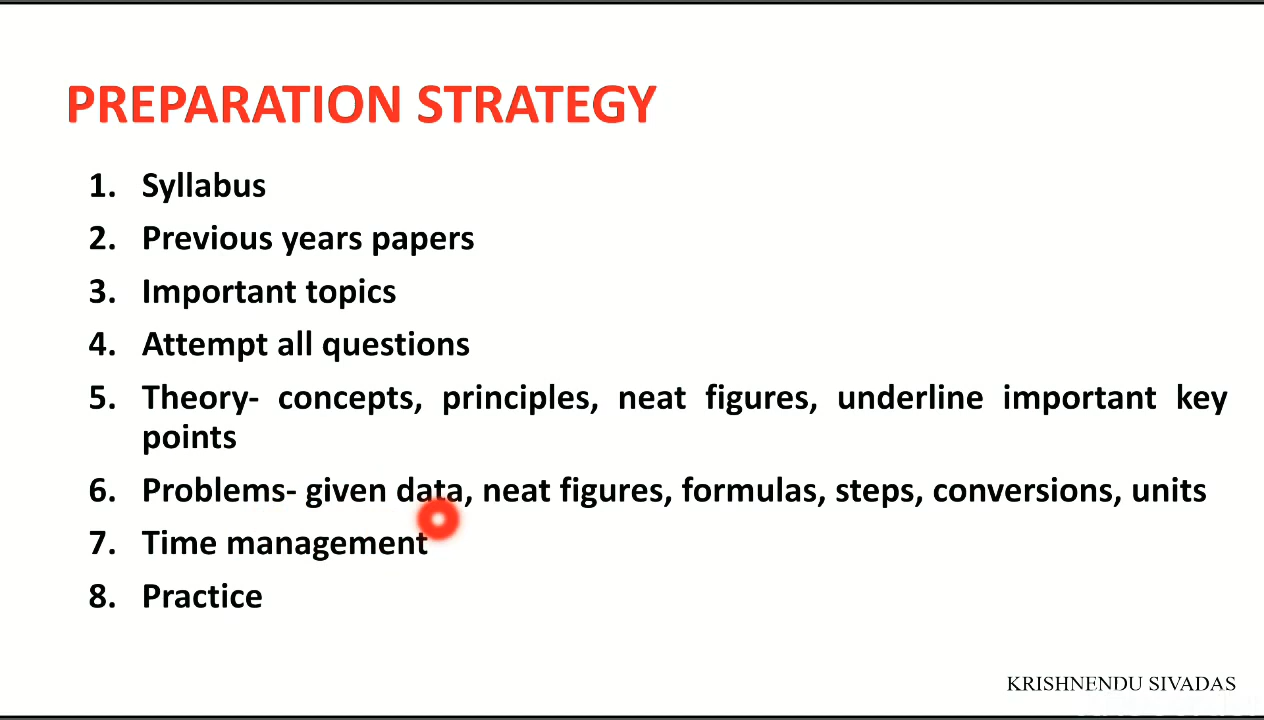 PREPARATION STRATEGY
1. Syllabus
2. Previous years papers
3. Important topics
4. Attempt all questions
5. Theory- concepts, principles, neat figures, underline important key
points
6. Problems- given data, neat figures, formulas, steps, conversions, units
7. Time management
8. Practice
KRISHNENDU SIVADAS